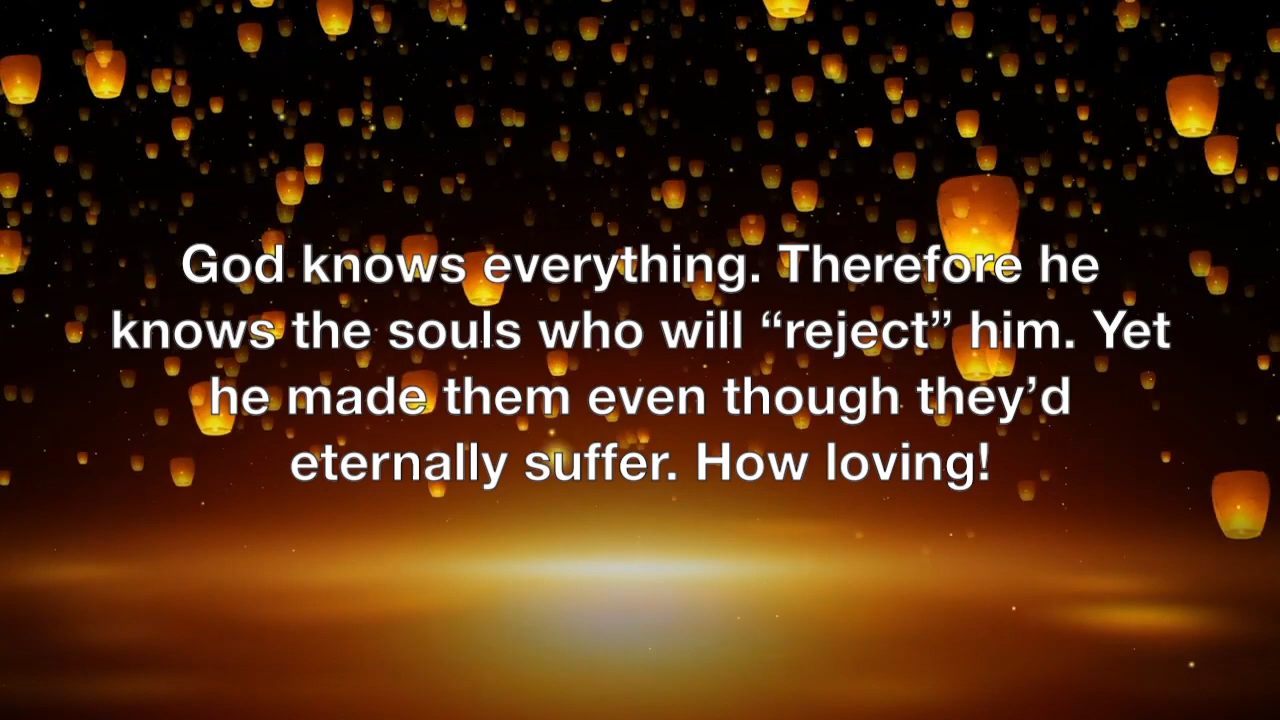 God knows everything. Therefore he
knows the souls who will “reject” him. Yet
he made them even though they’d
eternally suffer. How loving!